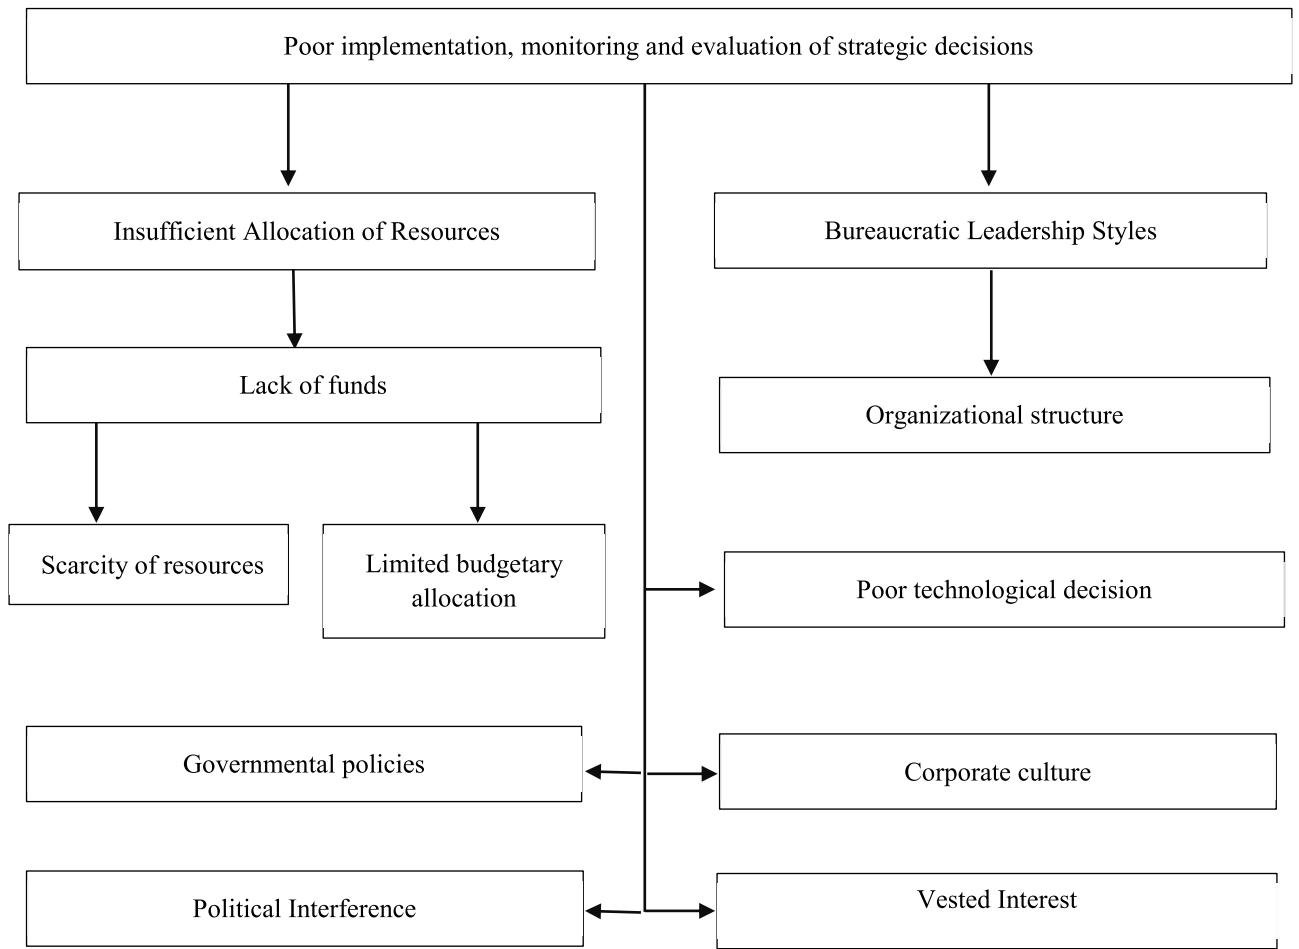 Poor implementation, monitoring and evaluation of strategic decisions
Insufficient Allocation of Resources
Bureaucratic Leadership Styles
Lack of funds
Organizational structure
Scarcity of resources
Limited budgetary
allocation
Poor technological decision
Governmental policies
Corporate culture
Political Interference
Vested Interest